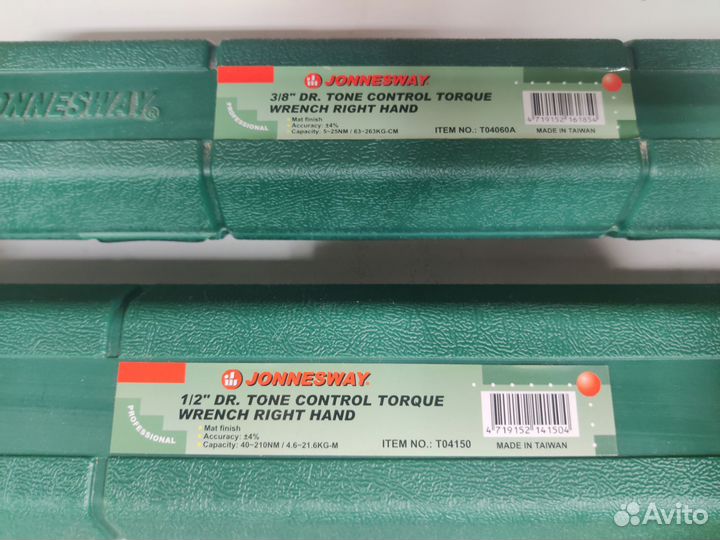 JONNESWAY®
JONNESWAY®
3/8" DR. TONE CONTROL TORQUE
WRENCH RIGHT HAND
PROFESSIONAL
Mat finish
Accuracy: ±4%
Capacity: 5~25NM / 63~263KG-CM
ITEM NO.: T04060A
4 719152 161854
MADE IN TAIWAN
JONNESWAY®
1/2" DR. TONE CONTROL TORQUE
WRENCH RIGHT HAND
PROFESSIONAL
Mat finish
Accuracy: ±4%
Capacity: 40~210NM / 4.6~21.6KG-M
ITEM NO.: T04150
4 719152 141504
MADE IN TAIWAN
Avito